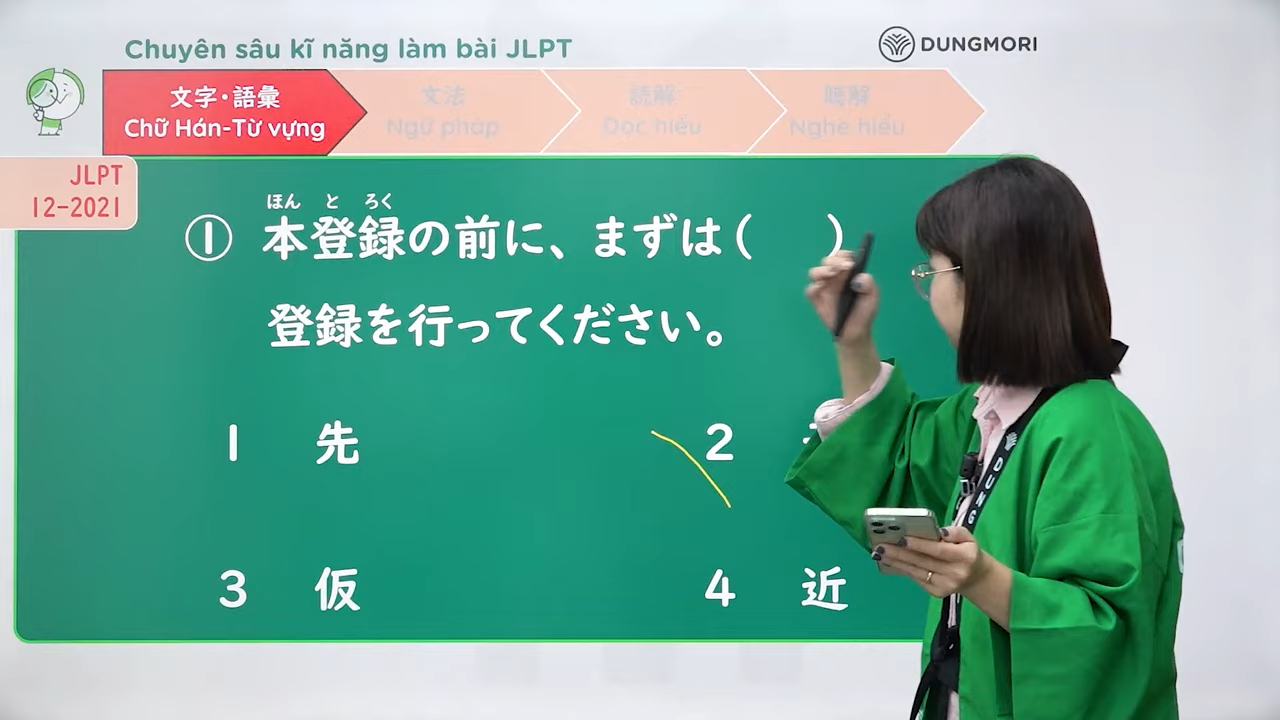 Chuyên sâu kĩ năng làm bài JLPT
DUNGMORI
文字・語彙
Chữ Hán-Từ vựng
文法
Ngữ pháp
読解
Đọc hiểu
聴解
Nghe hiểu
JLPT
12-2021
ほん と ろく
① 本登録の前に、まずは( )
登録を行ってください。
1 先
2
3 仮
4 近
DUNG